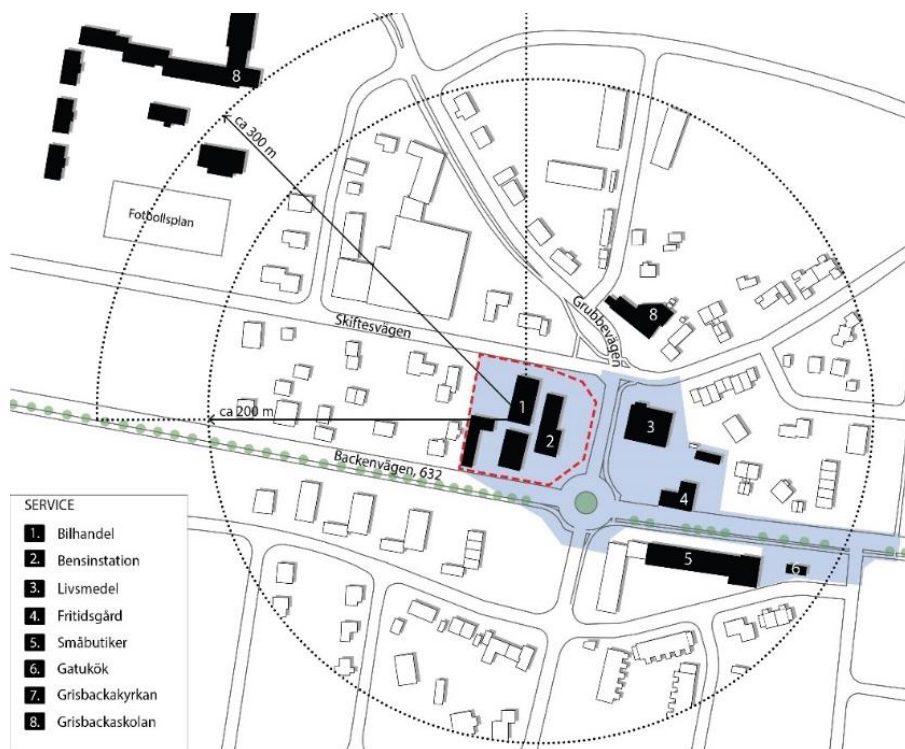 8
ca 300 m
Fotbollsplan
Grubbevägen
8
Skiftesvägen
1
2
3
ca 200 m
Backenvägen, 632
4
5
6
SERVICE
1. Bilhandel
2. Bensinstation
3. Livsmedel
4. Fritidsgård
5. Småbutiker
6. Gatukök
7. Grisbackakyrkan
8. Grisbackaskolan